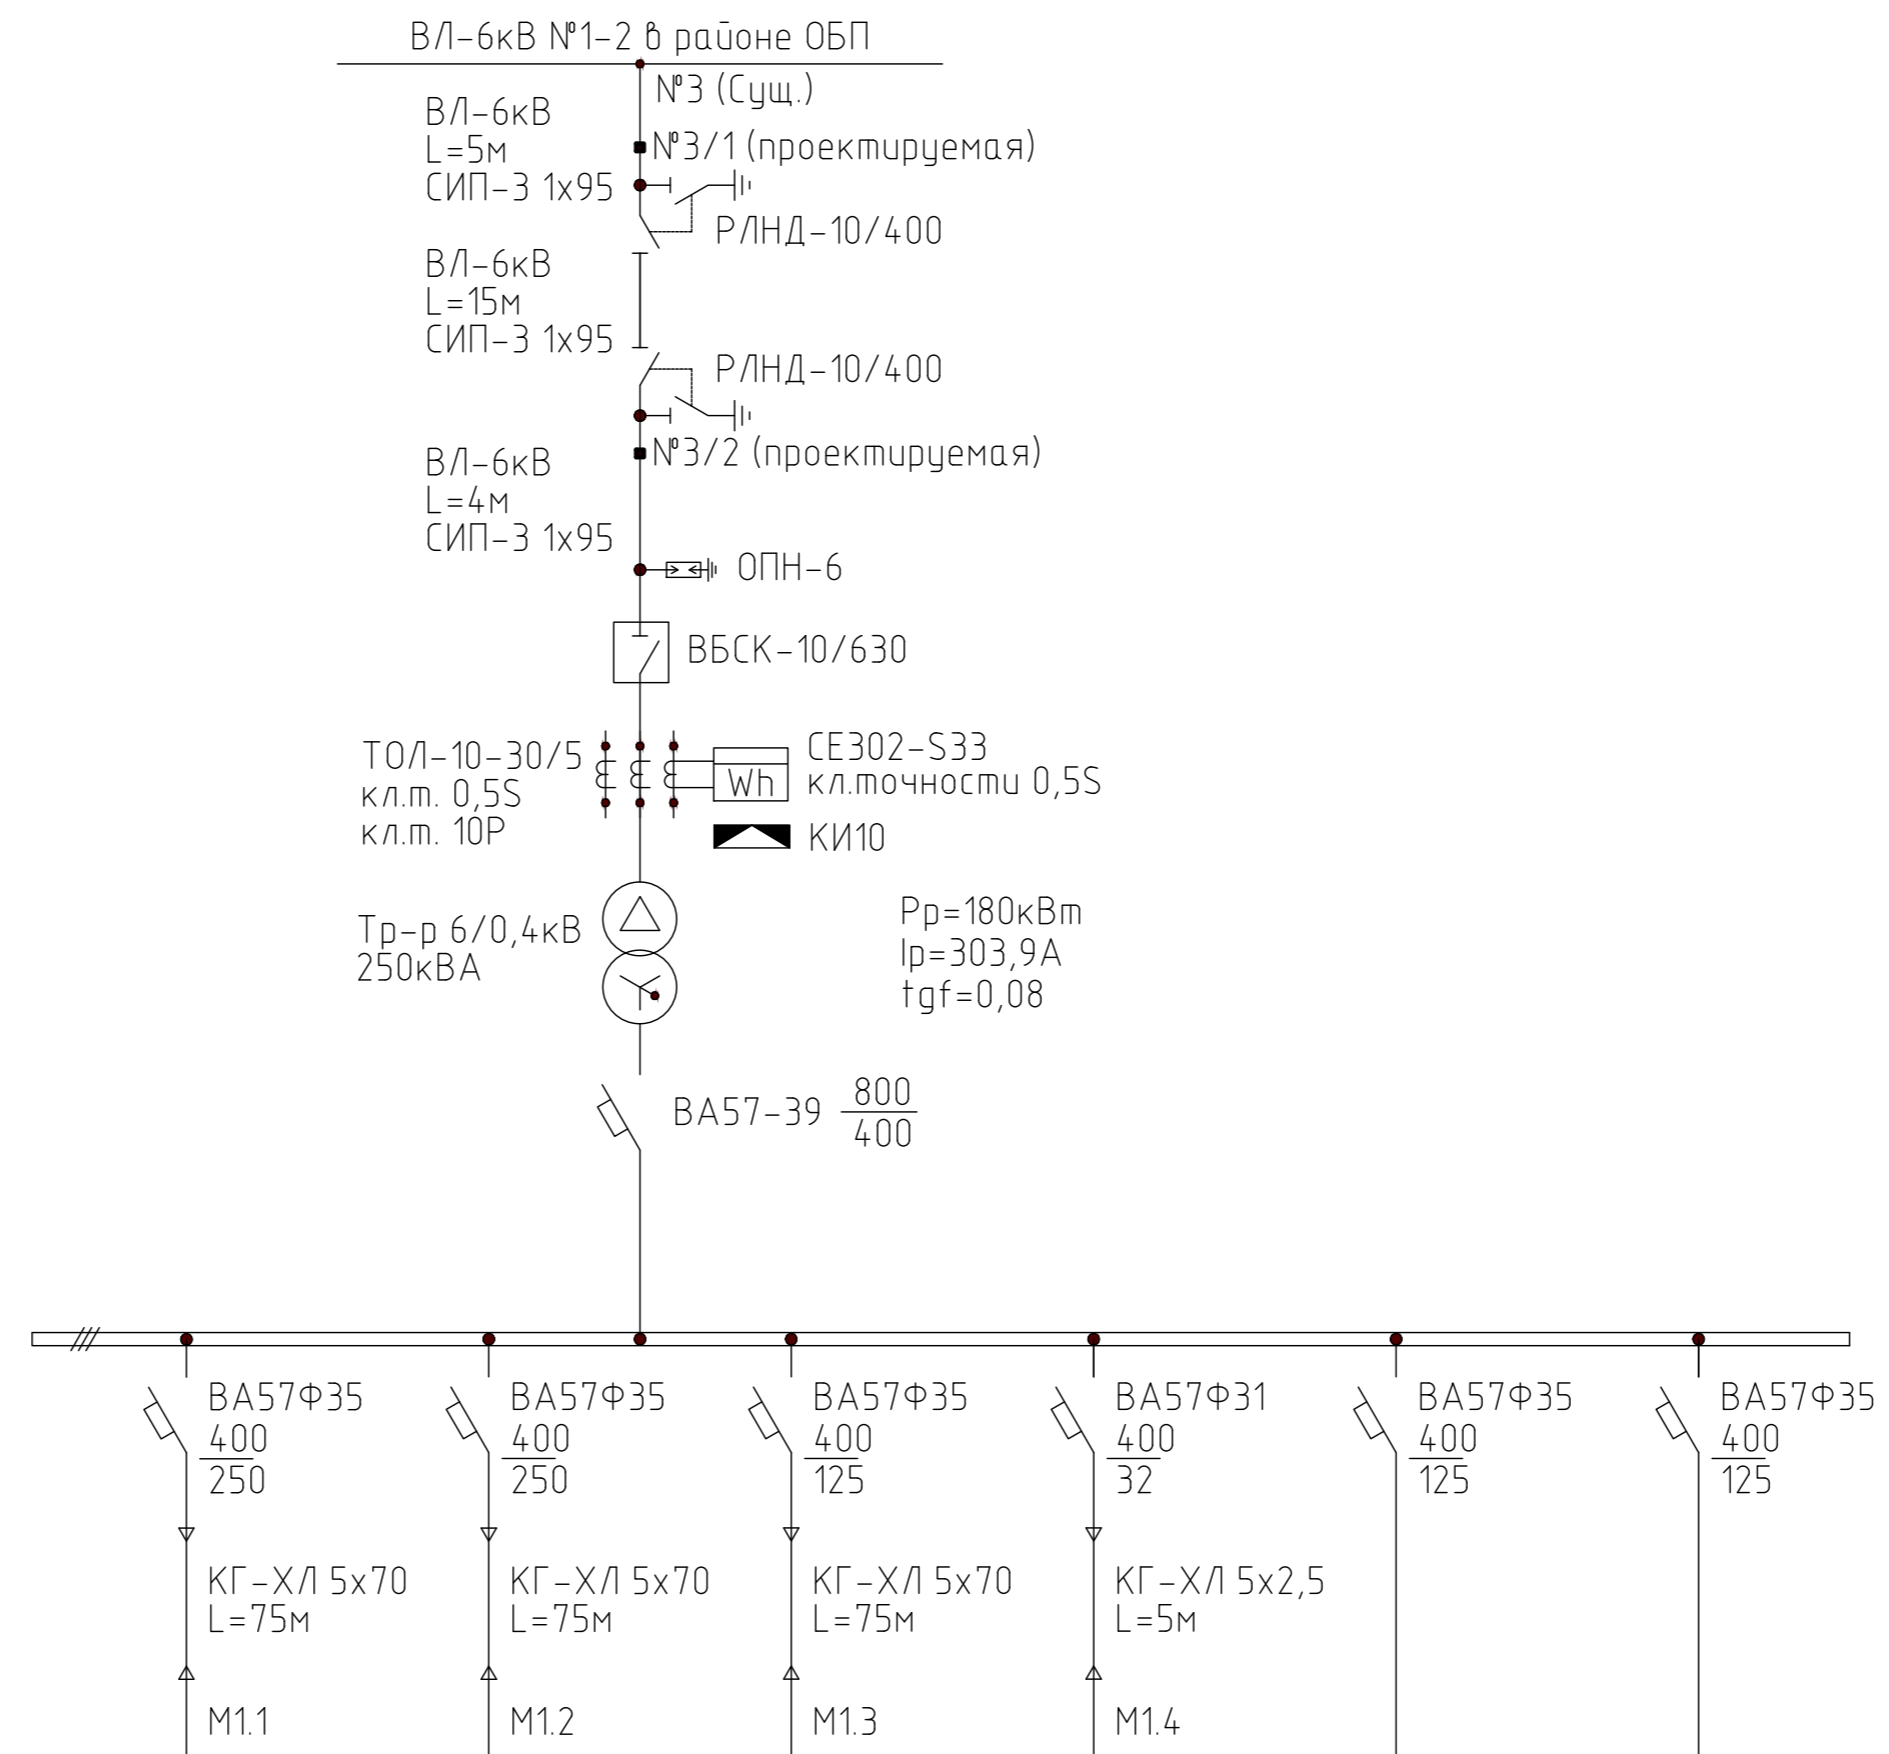 ВЛ-6кВ №1-2 в районе ОБП
№3 (Сущ.)
ВЛ-6кВ
L=5м
СИП-3 1х95
№3/1 (проектируемая)
РЛНД-10/400
ВЛ-6кВ
L=15м
СИП-3 1х95
РЛНД-10/400
№3/2 (проектируемая)
ВЛ-6кВ
L=4м
СИП-3 1х95
ОПН-6
ВБСК-10/630
ТОЛ-10-30/5
кл.т. 0,5S
кл.т. 10Р
Wh
СЕ302-S33
кл.точности 0,5S
КИ10
Тр-р 6/0,4кВ
250кВА
Рр=180кВт
Iр=303,9А
tgf=0,08
ВА57-39
800
400
ВА57Ф35
400
250
КГ-ХЛ 5х70
L=75м
М1.1
ВА57Ф35
400
250
КГ-ХЛ 5х70
L=75м
М1.2
ВА57Ф35
400
125
КГ-ХЛ 5х70
L=75м
М1.3
ВА57Ф31
400
32
КГ-ХЛ 5х2,5
L=5м
М1.4
ВА57Ф35
400
125
ВА57Ф35
400
125